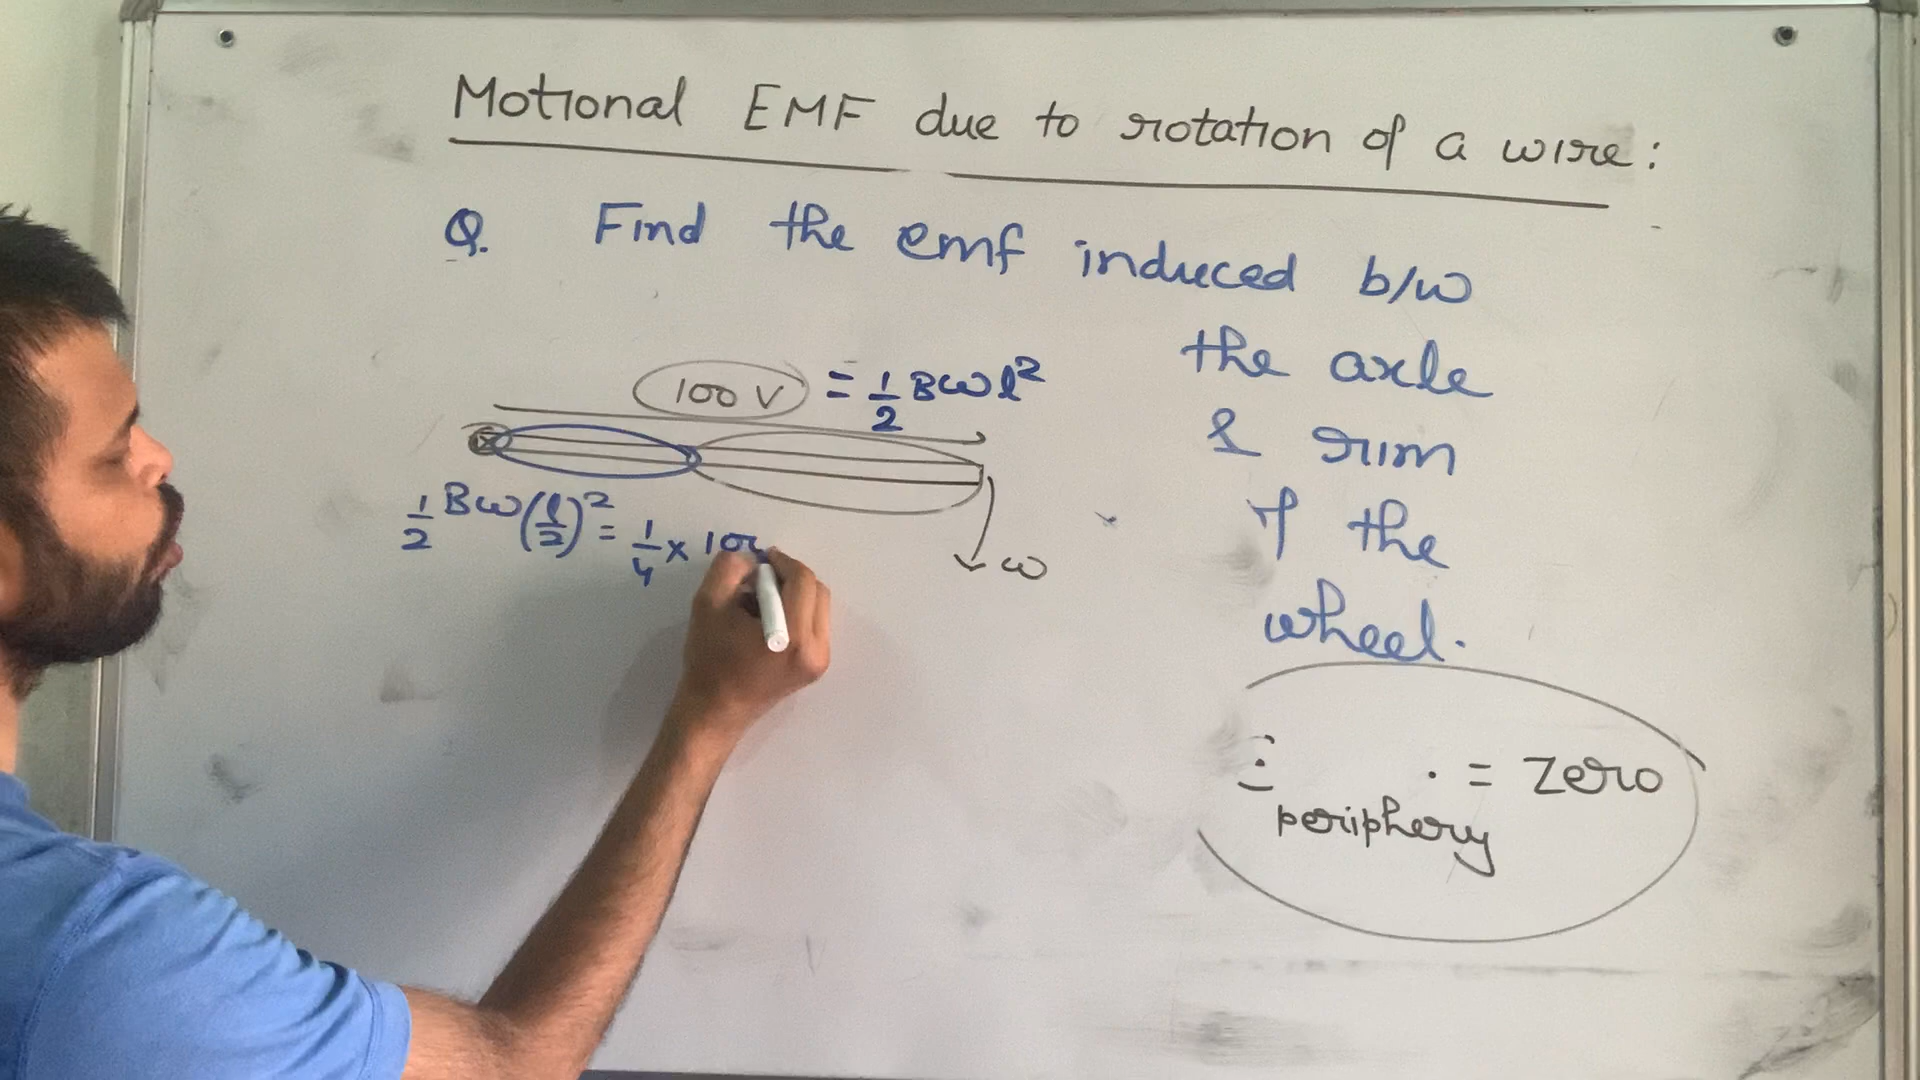 Motional EMF due to rotation of a wire:
Q. Find the emf induced b/w
the axle
& rim
of the
wheel.
100 V = 1/2 Bωl²
1/2 Bω(l/2)² = 1/4 × 100
ω
periphery = zero